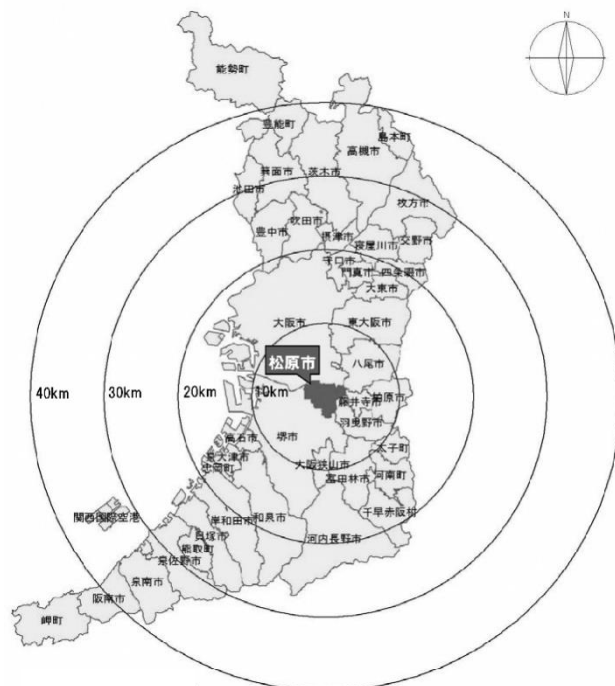 N
能勢町
豊能町
島本町
高槻市
箕面市
茨木市
池田市
枚方市
吹田市
豊中市
摂津市
寝屋川市
交野市
守口市
門真市
四条畷市
大東市
大阪市
東大阪市
松原市
八尾市
40km
30km
20km
10km
藤井寺市
柏原市
羽曳野市
高石市
堺市
太子町
泉大津市
忠岡町
大阪狭山市
富田林市
河南町
千早赤阪村
関西国際空港
岸和田市
和泉市
貝塚市
河内長野市
熊取町
泉佐野市
泉南市
阪南市
岬町